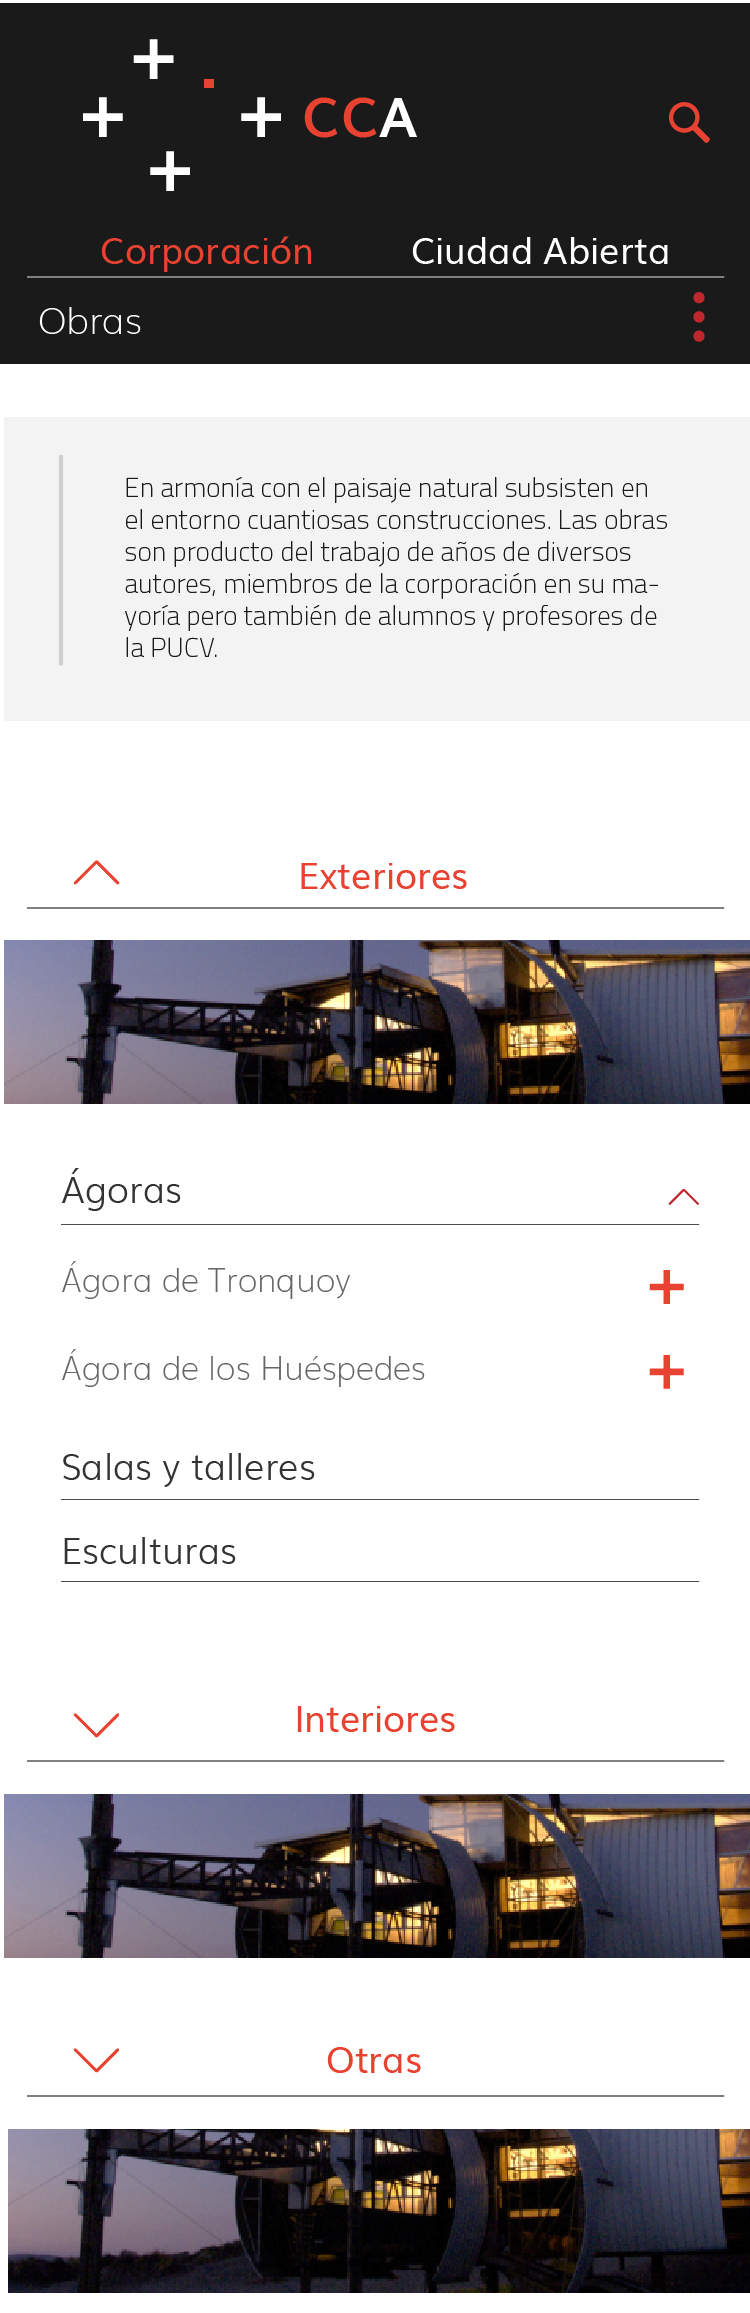 CCA
Corporación
Ciudad Abierta
Obras
En armonía con el paisaje natural subsisten en
el entorno cuantiosas construcciones. Las obras
son producto del trabajo de años de diversos
autores, miembros de la corporación en su ma-
yoría pero también de alumnos y profesores de
la PUCV.
Exteriores
Ágoras
Ágora de Tronquoy
Ágora de los Huéspedes
Salas y talleres
Esculturas
Interiores
Otras